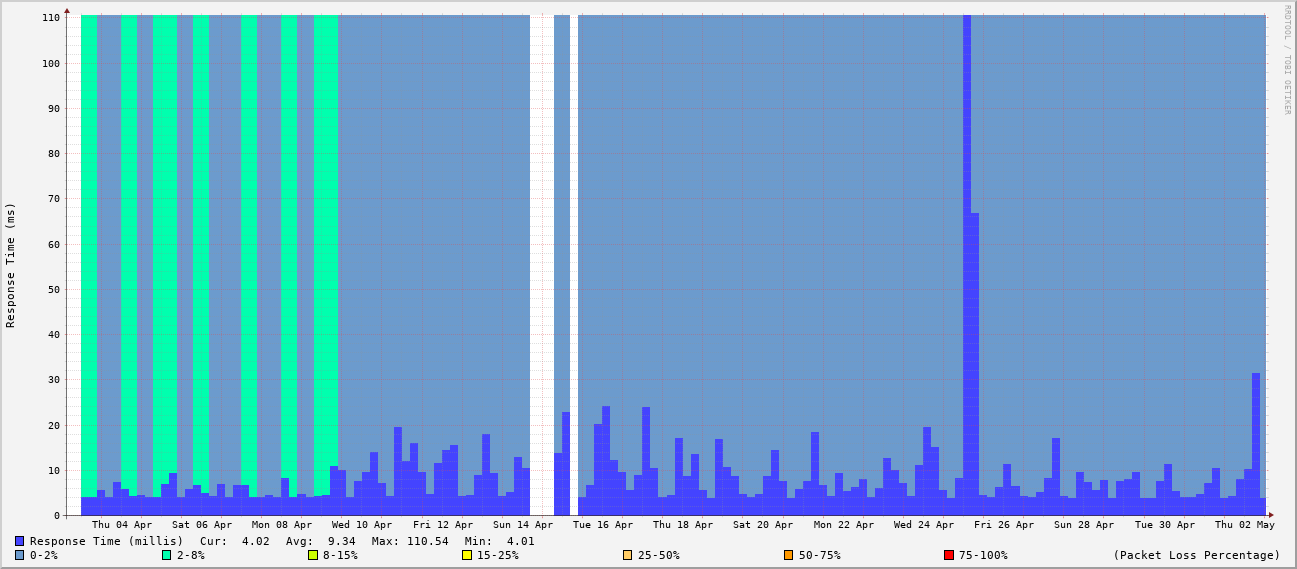 RRDTOOL / TOBI OETIKER
Response Time (ms)
110
100
90
80
70
60
50
40
30
20
10
0
Thu 04 Apr Sat 06 Apr Mon 08 Apr Wed 10 Apr Fri 12 Apr Sun 14 Apr Tue 16 Apr Thu 18 Apr Sat 20 Apr Mon 22 Apr Wed 24 Apr Fri 26 Apr Sun 28 Apr Tue 30 Apr Thu 02 May
Response Time (millis) Cur: 4.02 Avg: 9.34 Max: 110.54 Min: 4.01
0-2% 2-8% 8-15% 15-25% 25-50% 50-75% 75-100% (Packet Loss Percentage)